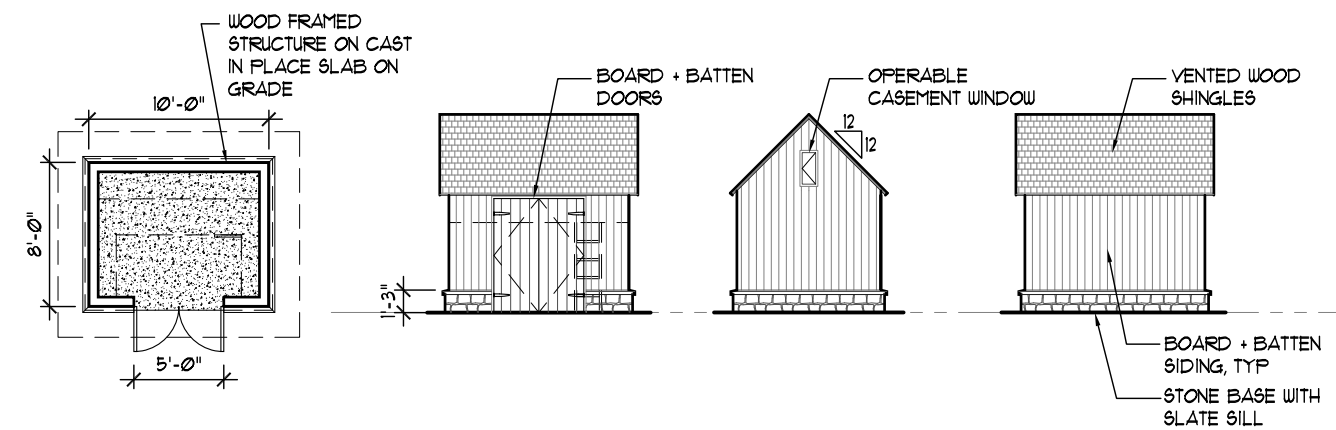 WOOD FRAMED
STRUCTURE ON CAST
IN PLACE SLAB ON
GRADE
10'-0"
8'-0"
5'-0"
BOARD + BATTEN
DOORS
1'-3"
OPERABLE
CASEMENT WINDOW
12
12
VENTED WOOD
SHINGLES
BOARD + BATTEN
SIDING, TYP
STONE BASE WITH
SLATE SILL